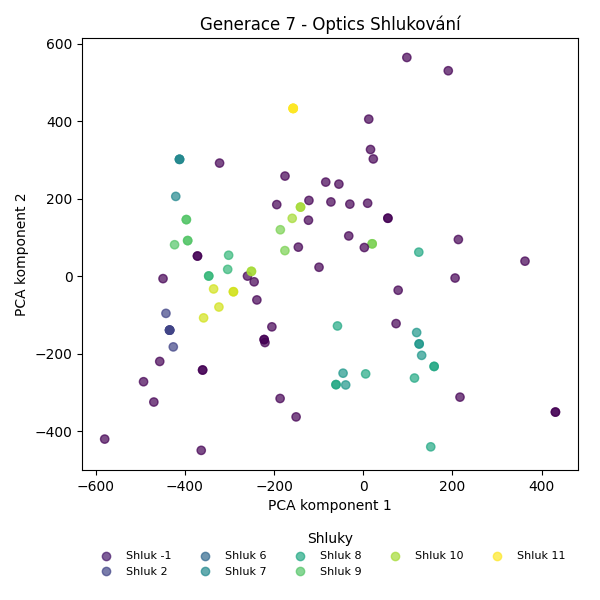 Generace 7 - Optics Shlukování
600
400
200
0
−200
−400
PCA komponent 2
−600 −400 −200 0 200 400
PCA komponent 1
Shluky
Shluk -1 Shluk 6 Shluk 8 Shluk 10 Shluk 11
Shluk 2 Shluk 7 Shluk 9